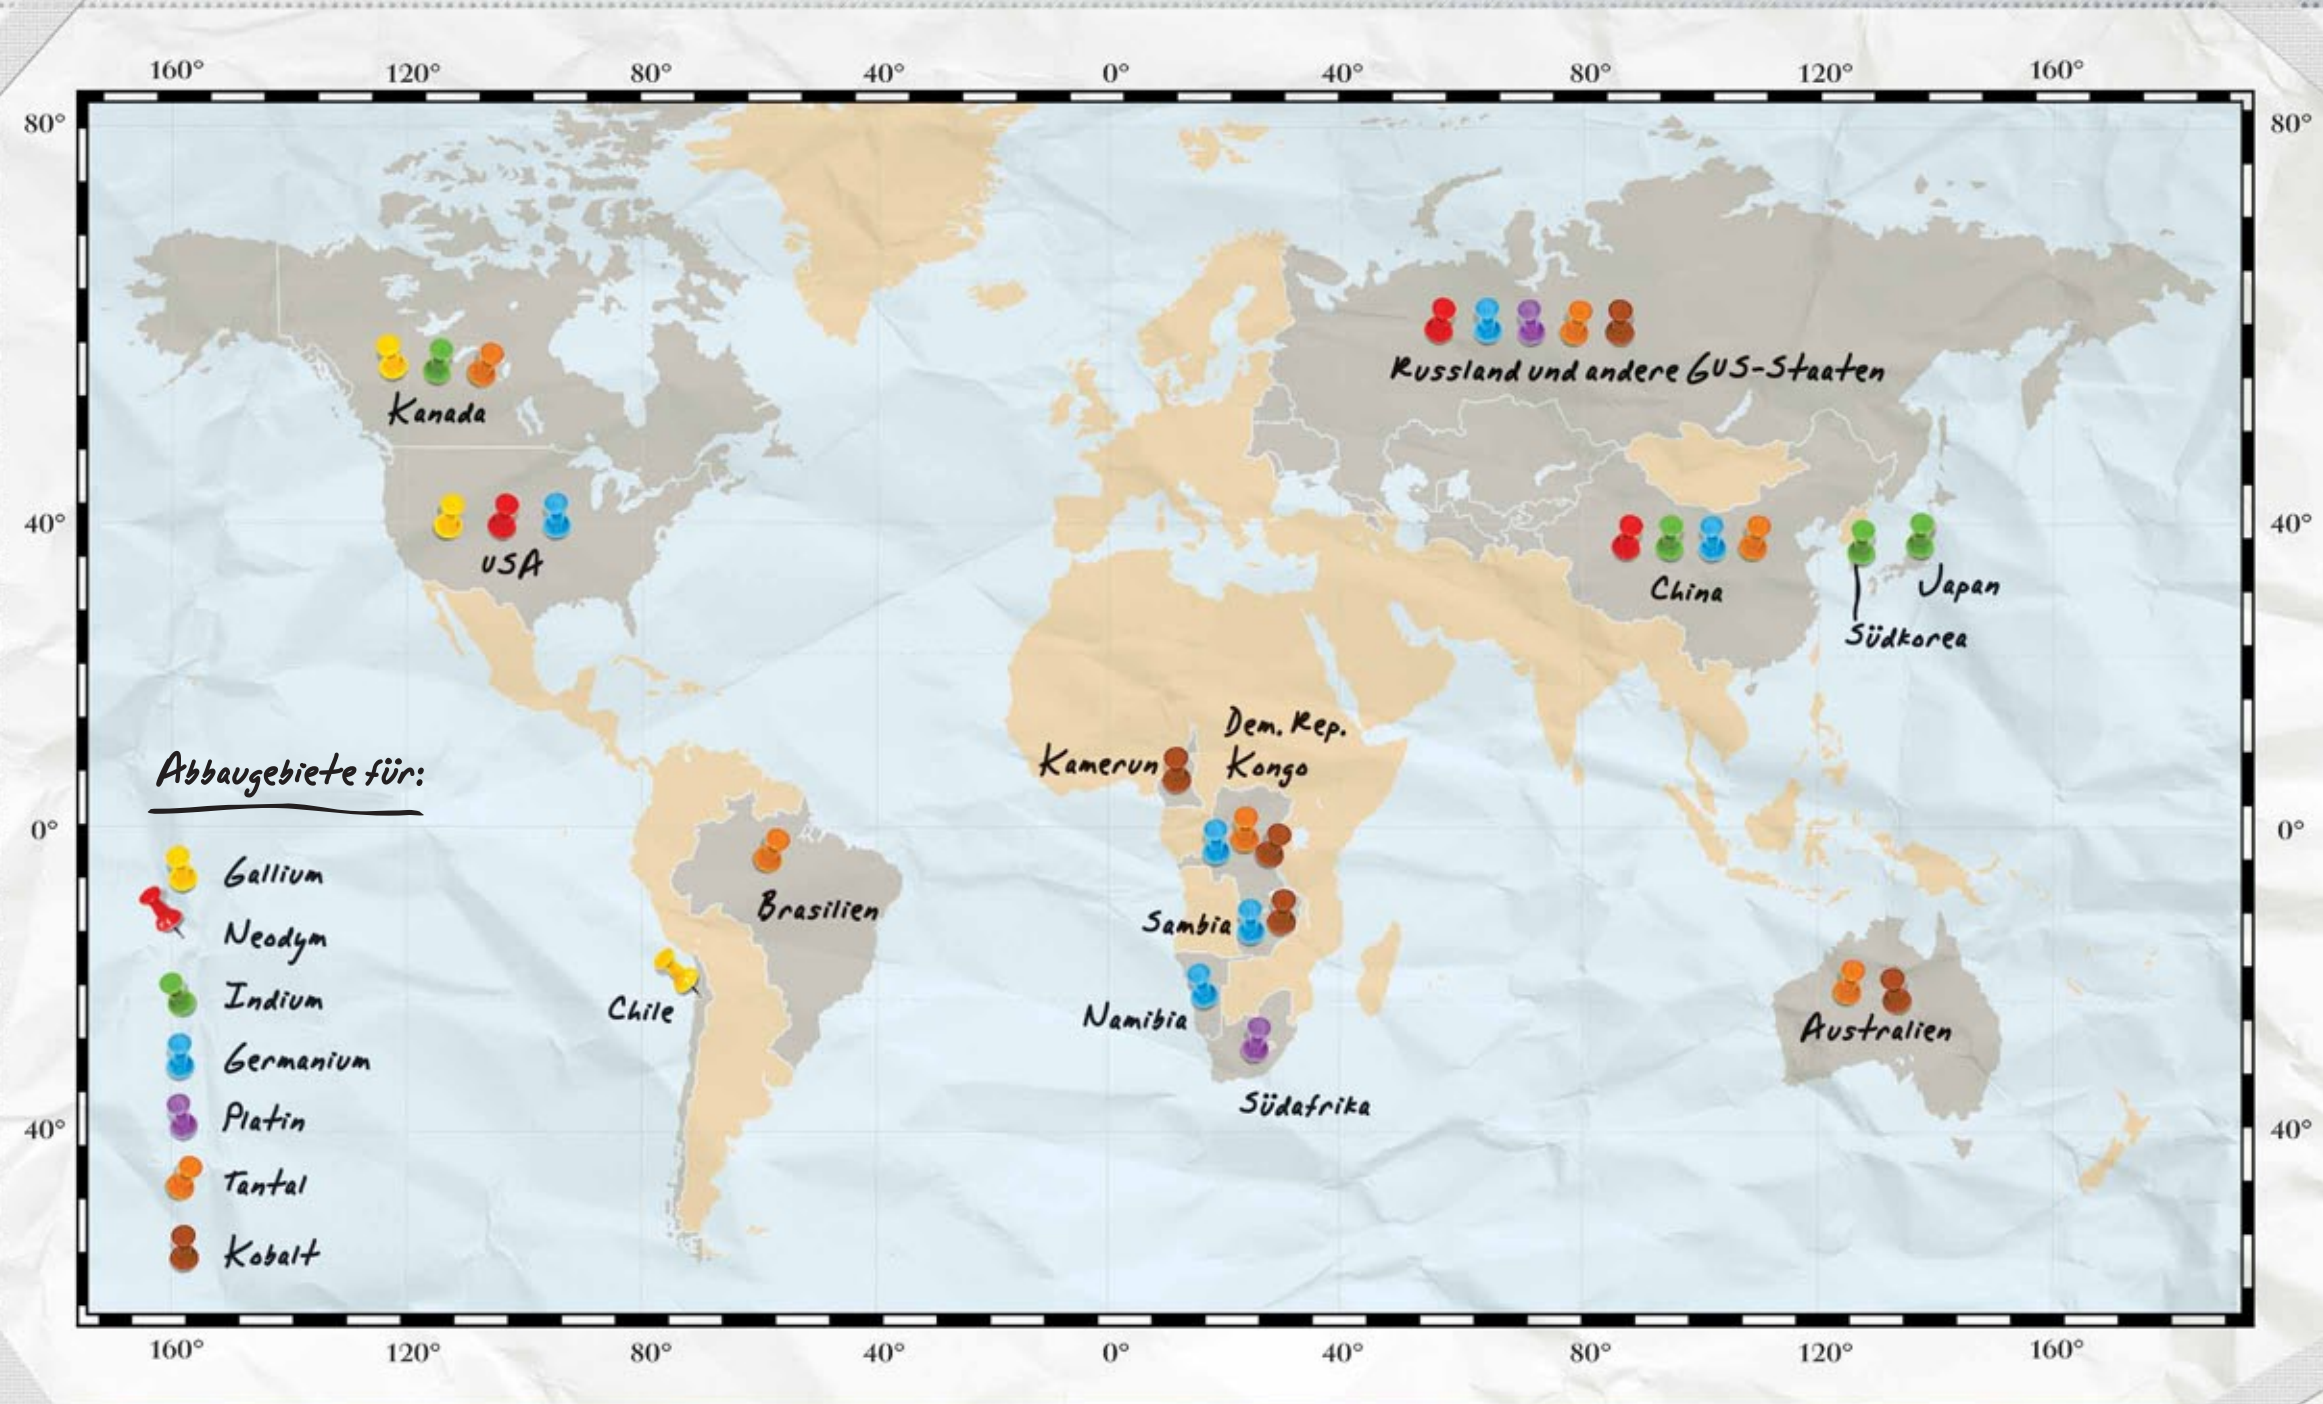 160° 120° 80° 40° 0° 40° 80° 120° 160°
80° 80°
Russland und andere GUS-Staaten
Kanada
40° 40°
USA
China
Japan
Südkorea
Dem. Rep.
Kongo
Kamerun
Abbaugebiete für:
0° 0°
Gallium
Neodym
Indium
Germanium
Platin
Tantal
Kobalt
Brasilien
Chile
Sambia
Namibia
Südafrika
Australien
40° 40°
160° 120° 80° 40° 0° 40° 80° 120° 160°